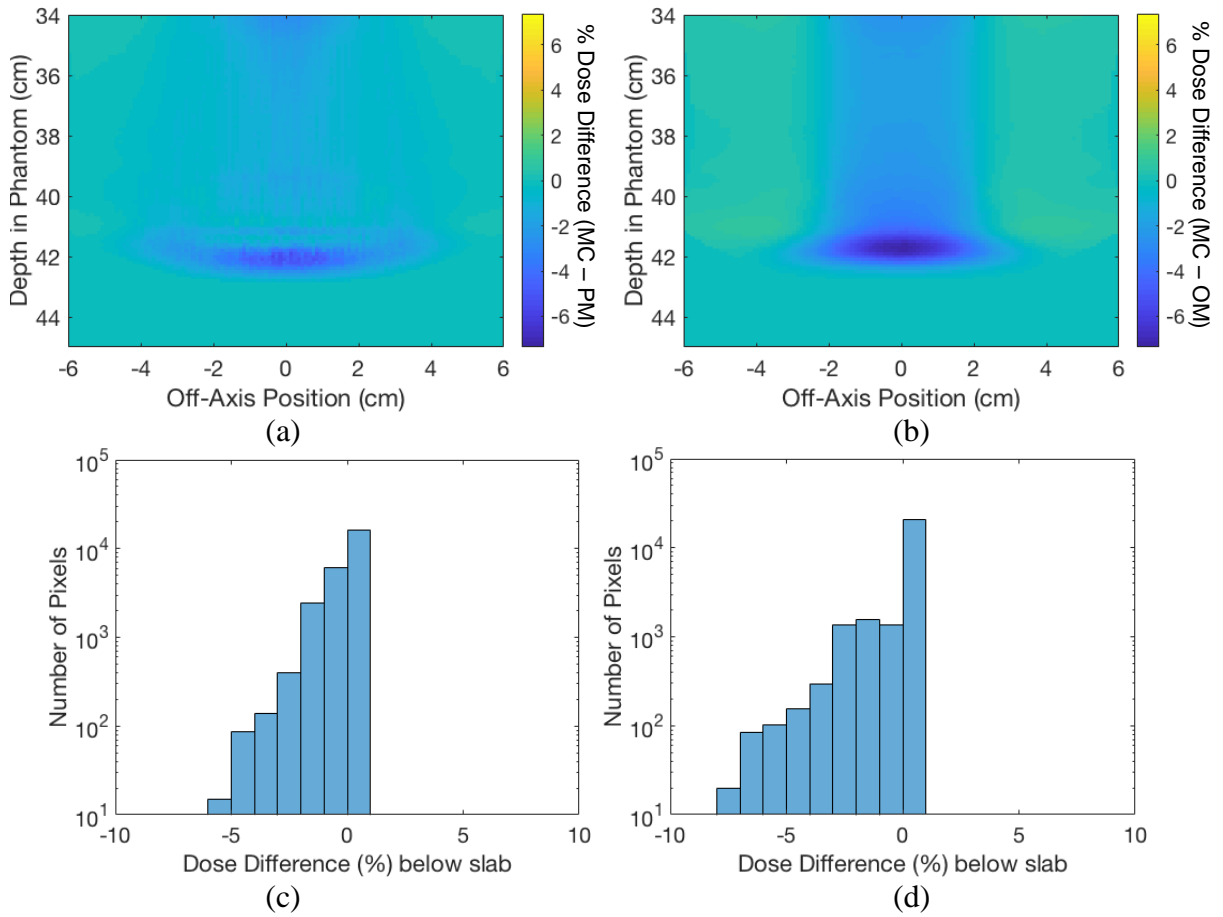 34
36
38
40
42
44
Depth in Phantom (cm)
-6 -4 -2 0 2 4 6
Off-Axis Position (cm)
6
4
2
0
-2
-4
-6
% Dose Difference (MC – PM)
(a)
34
36
38
40
42
44
Depth in Phantom (cm)
-6 -4 -2 0 2 4 6
Off-Axis Position (cm)
6
4
2
0
-2
-4
-6
% Dose Difference (MC – OM)
(b)
10^5
10^4
10^3
10^2
10^1
Number of Pixels
-10 -5 0 5 10
Dose Difference (%) below slab
(c)
10^5
10^4
10^3
10^2
10^1
Number of Pixels
-10 -5 0 5 10
Dose Difference (%) below slab
(d)